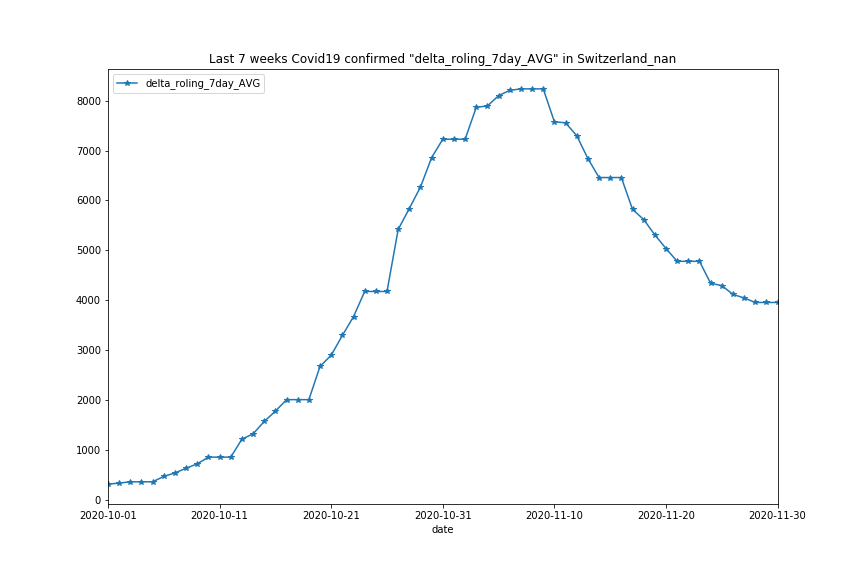 Last 7 weeks Covid19 confirmed "delta_roling_7day_AVG" in Switzerland_nan
delta_roling_7day_AVG
8000
7000
6000
5000
4000
3000
2000
1000
0
2020-10-01 2020-10-11 2020-10-21 2020-10-31 2020-11-10 2020-11-20 2020-11-30
date